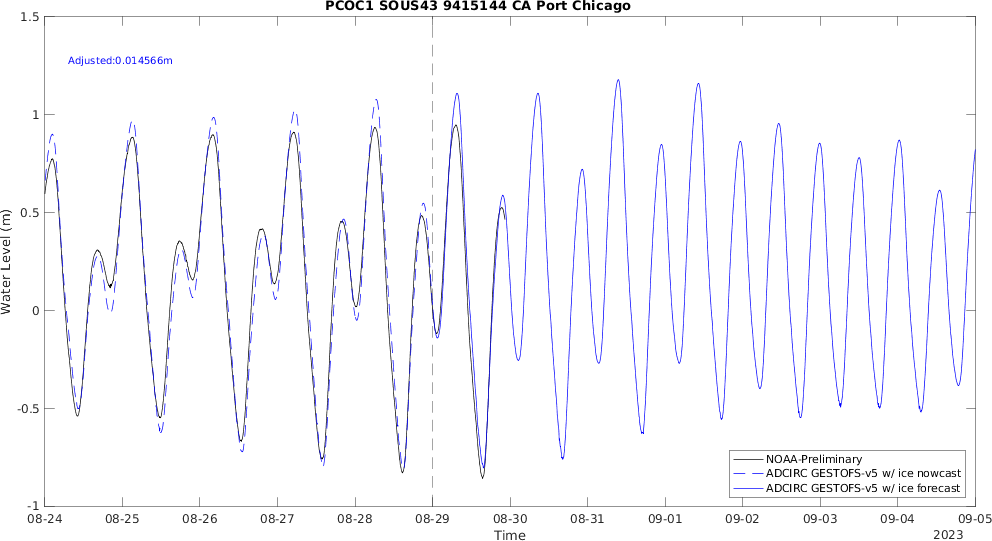 PCOC1 SOUS43 9415144 CA Port Chicago
Adjusted:0.014566m
Water Level (m)
1.5
1
0.5
0
-0.5
-1
NOAA-Preliminary
ADCIRC GESTOFS-v5 w/ ice nowcast
ADCIRC GESTOFS-v5 w/ ice forecast
08-24 08-25 08-26 08-27 08-28 08-29 08-30 08-31 09-01 09-02 09-03 09-04 09-05
Time
2023